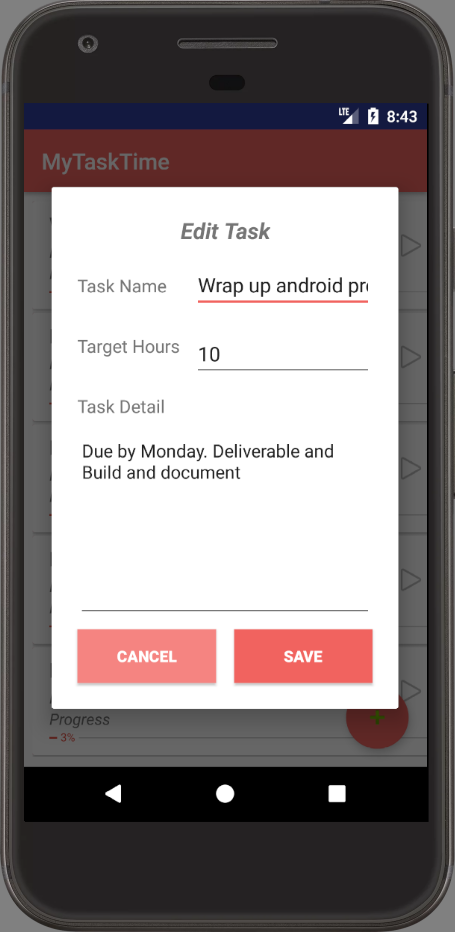 LTE 8:43
MyTaskTime
Edit Task
Task Name Wrap up android pr
Target Hours 10
Task Detail
Due by Monday. Deliverable and
Build and document
CANCEL SAVE
Progress
3%